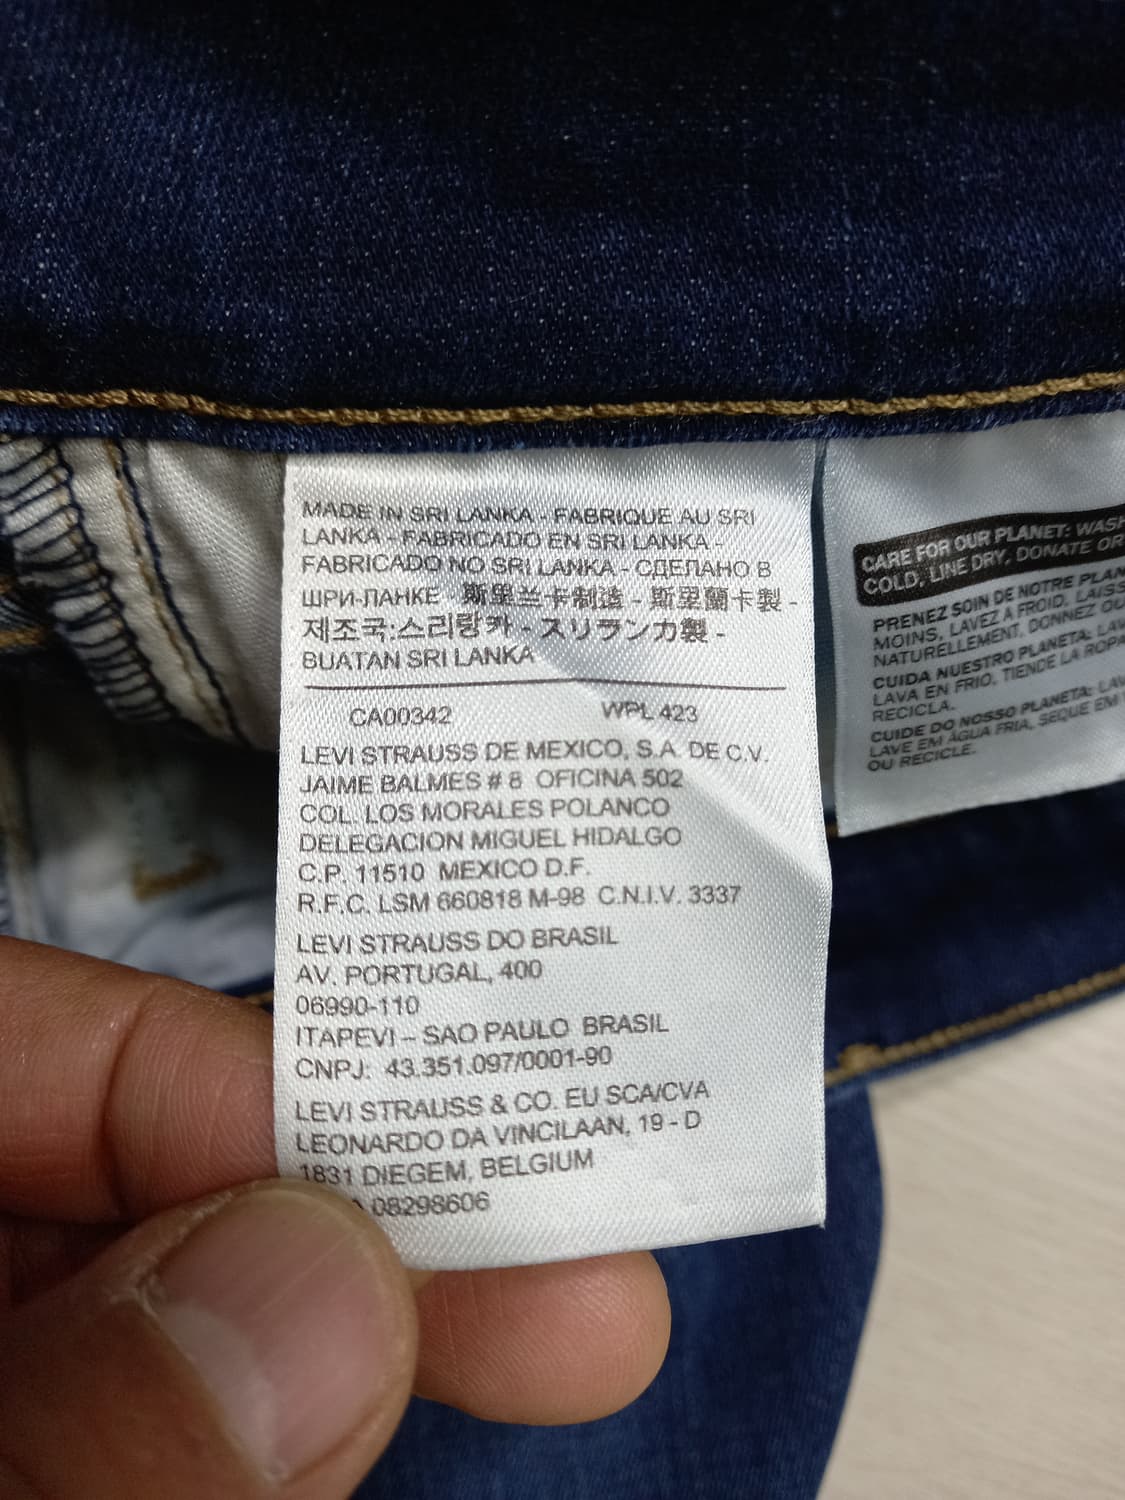 MADE IN SRI LANKA - FABRIQUE AU SRI
LANKA - FABRICADO EN SRI LANKA -
FABRICADO NO SRI LANKA - СДЕЛАНО В
ШРИ-ЛАНКЕ - 斯里兰卡制造 - 斯里蘭卡製 -
제조국:스리랑카 - スリランカ製 -
BUATAN SRI LANKA
CA00342 WPL 423
LEVI STRAUSS DE MEXICO, S.A. DE C.V.
JAIME BALMES # 8 OFICINA 502
COL. LOS MORALES POLANCO
DELEGACION MIGUEL HIDALGO
C.P. 11510 MEXICO D.F.
R.F.C. LSM 660818 M-98 C.N.I.V. 3337
LEVI STRAUSS DO BRASIL
AV. PORTUGAL, 400
06990-110
ITAPEVI – SAO PAULO BRASIL
CNPJ: 43.351.097/0001-90
LEVI STRAUSS & CO. EU SCA/CVA
LEONARDO DA VINCILAAN, 19 - D
1831 DIEGEM, BELGIUM
08298606
CARE FOR OUR PLANET: WASH
COLD, LINE DRY, DONATE OR
PRENEZ SOIN DE NOTRE
MOINS, LAVEZ A FROID,
NATURELLEMENT, DONNEZ
CUIDA NUESTRO PLANETA:
LAVA EN FRIO, TIENDE LA ROPA
RECICLA.
CUIDE DO NOSSO PLANETA:
LAVE EM ÁGUA FRIA, SEQUE EM
OU RECICLE.